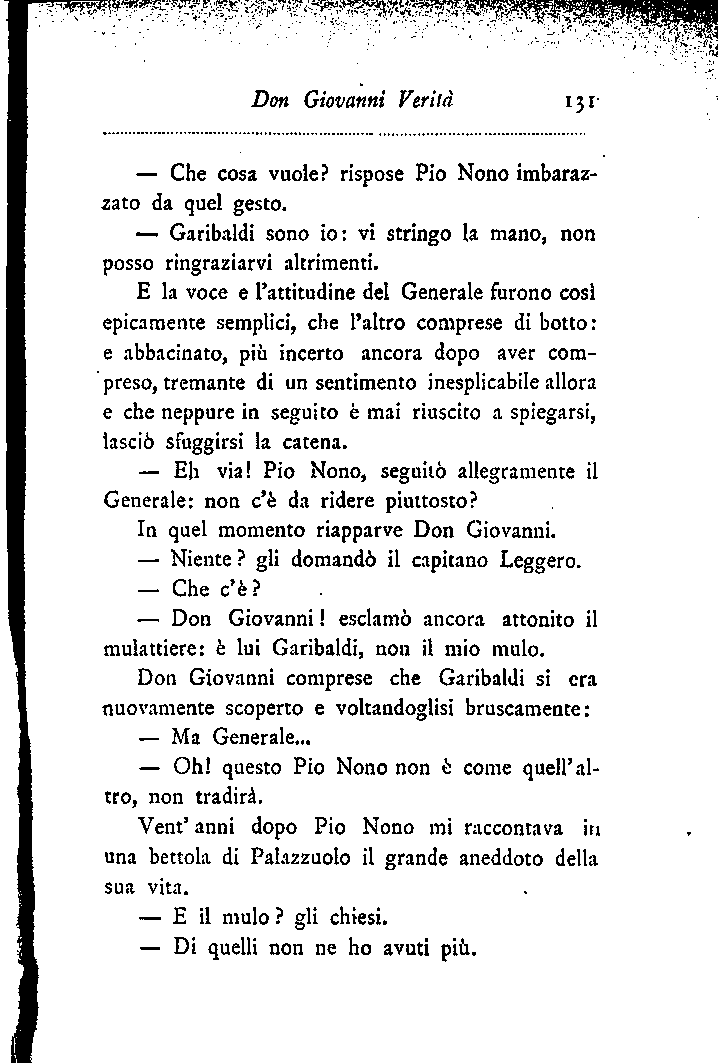 Don Giovanni Verità 131
— Che cosa vuole? rispose Pio Nono imbaraz-
zato da quel gesto.
— Garibaldi sono io: vi stringo la mano, non
posso ringraziarvi altrimenti.
E la voce e l'attitudine del Generale furono così
epicamente semplici, che l'altro comprese di botto:
e abbacinato, più incerto ancora dopo aver com-
preso, tremante di un sentimento inesplicabile allora
e che neppure in seguito è mai riuscito a spiegarsi,
lasciò sfuggirsi la catena.
— Eh via! Pio Nono, seguitò allegramente il
Generale: non c'è da ridere piuttosto?
In quel momento riapparve Don Giovanni.
— Niente? gli domandò il capitano Leggero.
— Che c'è?
— Don Giovanni! esclamò ancora attonito il
mulattiere: è lui Garibaldi, non il mio mulo.
Don Giovanni comprese che Garibaldi si era
nuovamente scoperto e voltandoglisi bruscamente:
— Ma Generale...
— Oh! questo Pio Nono non è come quell'al-
tro, non tradirà.
Vent'anni dopo Pio Nono mi raccontava in
una bettola di Palazzuolo il grande aneddoto della
sua vita.
— E il mulo? gli chiesi.
— Di quelli non ne ho avuti più.